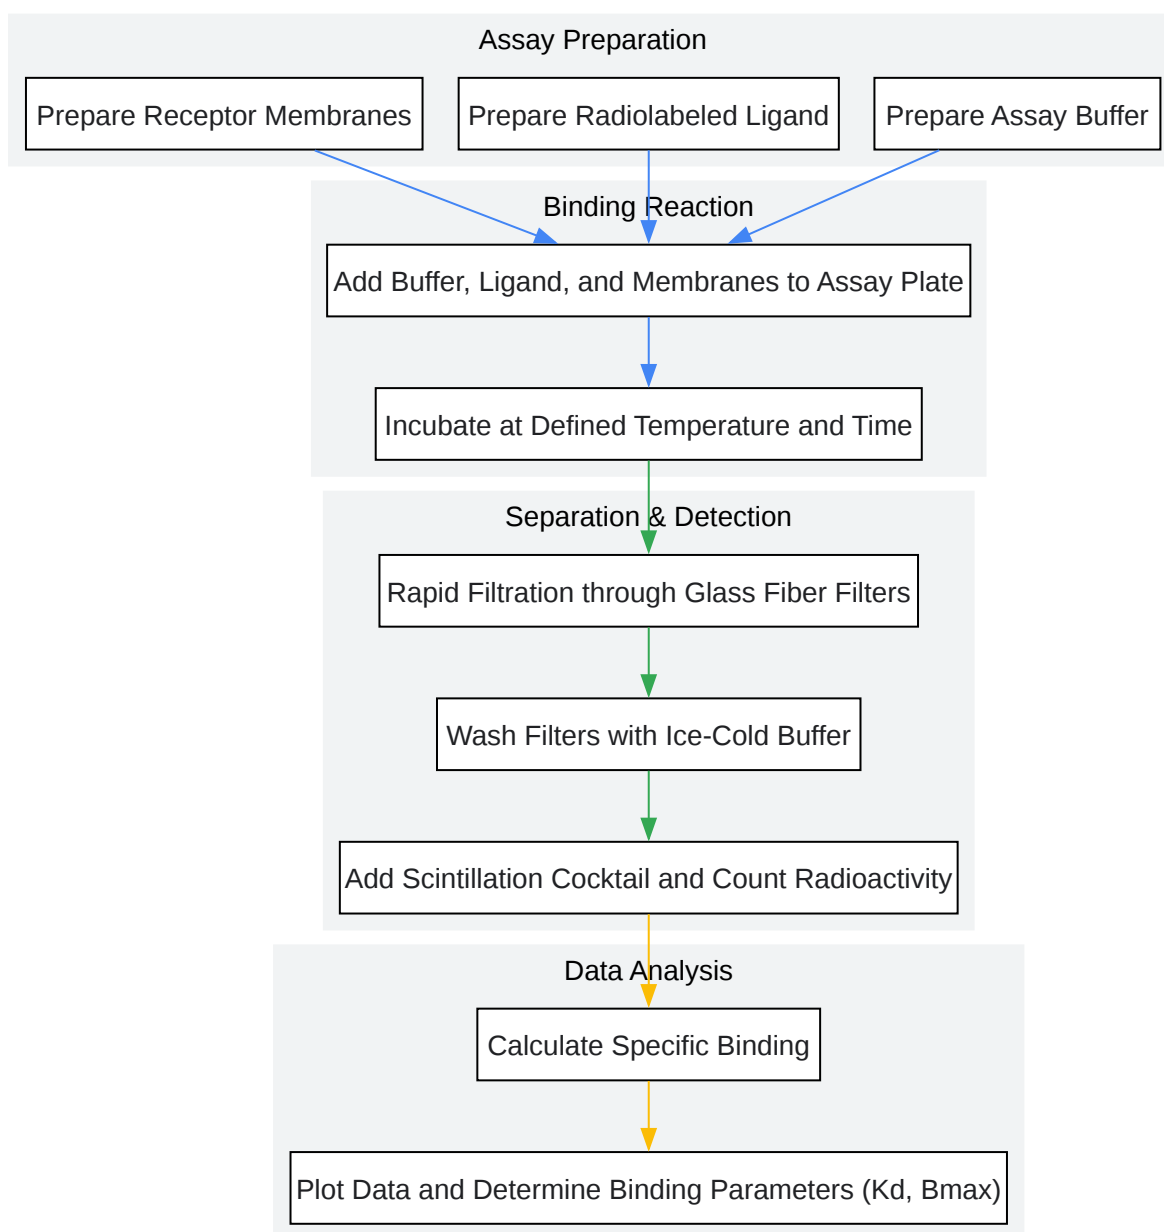 Assay Preparation
Prepare Receptor Membranes
Prepare Radiolabeled Ligand
Prepare Assay Buffer
Binding Reaction
Add Buffer, Ligand, and Membranes to Assay Plate
Incubate at Defined Temperature and Time
Separation & Detection
Rapid Filtration through Glass Fiber Filters
Wash Filters with Ice-Cold Buffer
Add Scintillation Cocktail and Count Radioactivity
Data Analysis
Calculate Specific Binding
Plot Data and Determine Binding Parameters (Kd, Bmax)